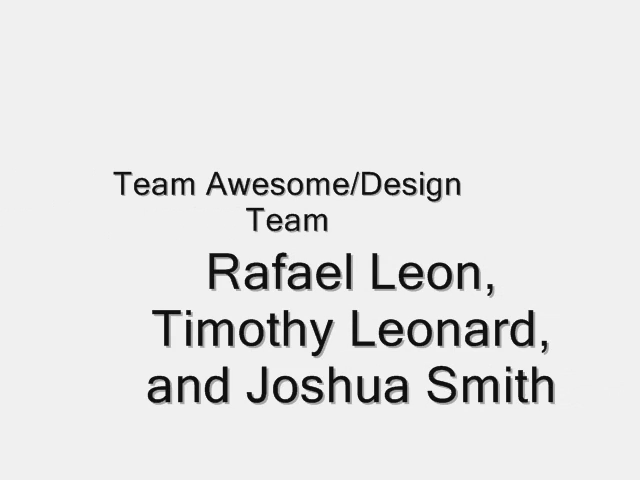 Team Awesome/Design
Team
Rafael Leon,
Timothy Leonard,
and Joshua Smith